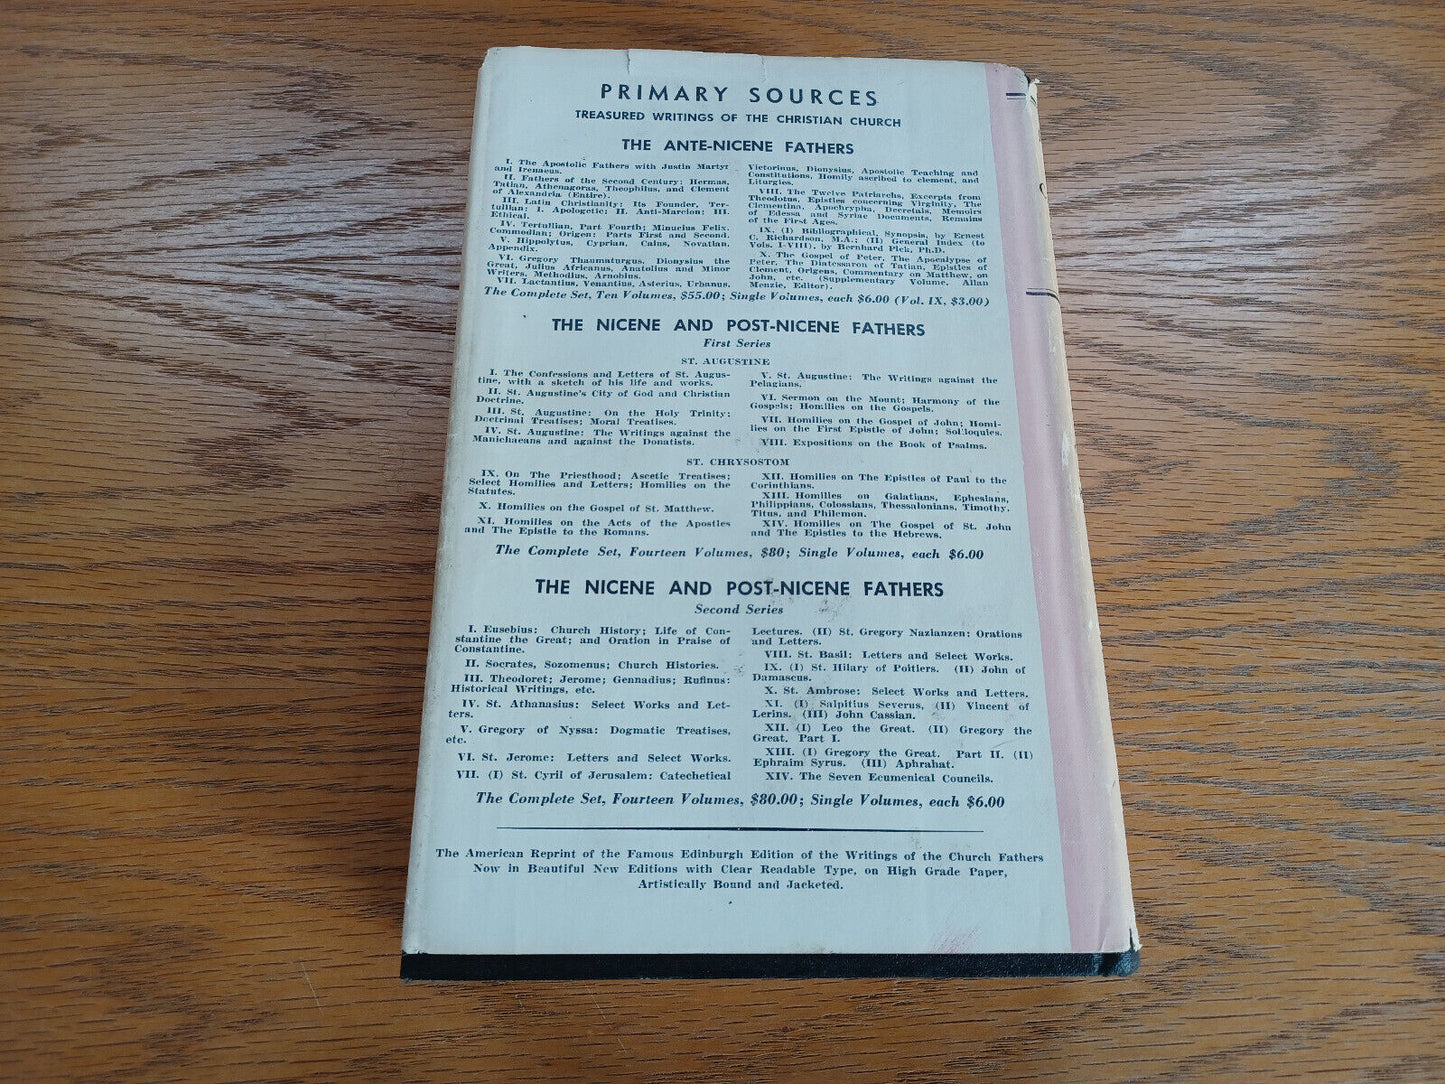 PRIMARY SOURCES
TREASURED WRITINGS OF THE CHRISTIAN CHURCH
THE ANTE-NICENE FATHERS
I. The Apostolic Fathers with Justin Martyr
and Irenaeus.
II. Fathers of the Second Century: Hermas,
Tatian, Athenagoras, Theophilus, and Clement
of Alexandria (Entire).
III. Latin Christianity: Its Founder, Ter-
tullian: I. Apologetic; II. Anti-Marcion; III.
Ethical.
IV. Tertullian, Part Fourth; Minucius Felix,
Commodian; Origen: Parts First and Second.
V. Hippolytus, Cyprian, Caius, Novatian,
Appendix.
VI. Gregory Thaumaturgus, Dionysius the
Great, Julius Africanus, Anatolius and Minor
Writers, Methodius, Arnobius.
VII. Lactantius, Venantius, Asterius, Urbanus,
Victorinus, Dionysius, Apostolic Teaching and
Constitutions, Homily ascribed to clement, and
Liturgies.
VIII. The Twelve Patriarchs, Excerpts from
Theodotus, Epistles concerning Virginity, The
Clementina, Apochrypha, Decretals, Memoirs
of Edessa and Syriac Documents, Remains
of the First Ages.
IX. (I) Bibliographical, Synopsis, by Ernest
C. Richardson, M.A.; (II) General Index (to
Vols. I-VIII), by Bernhard Pick, Ph.D.
X. The Gospel of Peter, The Apocalypse of
Peter, The Diatessaron of Tatian, Epistles of
Clement, Origens, Commentary on Matthew, on
John, etc. (Supplementary Volume, Allan
Menzie, Editor).
The Complete Set, Ten Volumes, $55.00; Single Volumes, each $6.00 (Vol. IX, $3.00)
THE NICENE AND POST-NICENE FATHERS
First Series
ST. AUGUSTINE
I. The Confessions and Letters of St. Augus-
tine, with a sketch of his life and works.
II. St. Augustine's City of God and Christian
Doctrine.
III. St. Augustine: On the Holy Trinity;
Doctrinal Treatises; Moral Treatises.
IV. St. Augustine: The Writings against the
Manichaeans and against the Donatists.
V. St. Augustine: The Writings against the
Pelagians.
VI. Sermon on the Mount; Harmony of the
Gospels; Homilies on the Gospels.
VII. Homilies on the Gospel of John; Homi-
lies on the First Epistle of John; Soliloquies.
VIII. Expositions on the Book of Psalms.
ST. CHRYSOSTOM
IX. On The Priesthood; Ascetic Treatises;
Select Homilies and Letters; Homilies on the
Statutes.
X. Homilies on the Gospel of St. Matthew.
XI. Homilies on the Acts of the Apostles
and The Epistle to the Romans.
XII. Homilies on The Epistles of Paul to the
Corinthians.
XIII. Homilies on Galatians, Ephesians,
Philippians, Colossians, Thessalonians, Timothy,
Titus, and Philemon.
XIV. Homilies on The Gospel of St. John
and The Epistles to the Hebrews.
The Complete Set, Fourteen Volumes, $80; Single Volumes, each $6.00
THE NICENE AND POST-NICENE FATHERS
Second Series
I. Eusebius: Church History; Life of Con-
stantine the Great; and Oration in Praise of
Constantine.
II. Socrates, Sozomenus; Church Histories.
III. Theodoret; Jerome; Gennadius; Rufinus:
Historical Writings, etc.
IV. St. Athanasius: Select Works and Let-
ters.
V. Gregory of Nyssa: Dogmatic Treatises,
etc.
VI. St. Jerome: Letters and Select Works.
VII. (I) St. Cyril of Jerusalem: Catechetical
Lectures. (II) St. Gregory Nazianzen: Orations
and Letters.
VIII. St. Basil: Letters and Select Works.
IX. (I) St. Hilary of Poitiers. (II) John of
Damascus.
X. St. Ambrose: Select Works and Letters.
XI. (I) Salpitius Severus, (II) Vincent of
Lerins. (III) John Cassian.
XII. (I) Leo the Great. (II) Gregory the
Great. Part I.
XIII. (I) Gregory the Great. Part II. (II)
Ephraim Syrus. (III) Aphrahat.
XIV. The Seven Ecumenical Councils.
The Complete Set, Fourteen Volumes, $80.00; Single Volumes, each $6.00
The American Reprint of the Famous Edinburgh Edition of the Writings of the Church Fathers
Now in Beautiful New Editions with Clear Readable Type, on High Grade Paper,
Artistically Bound and Jacketed.